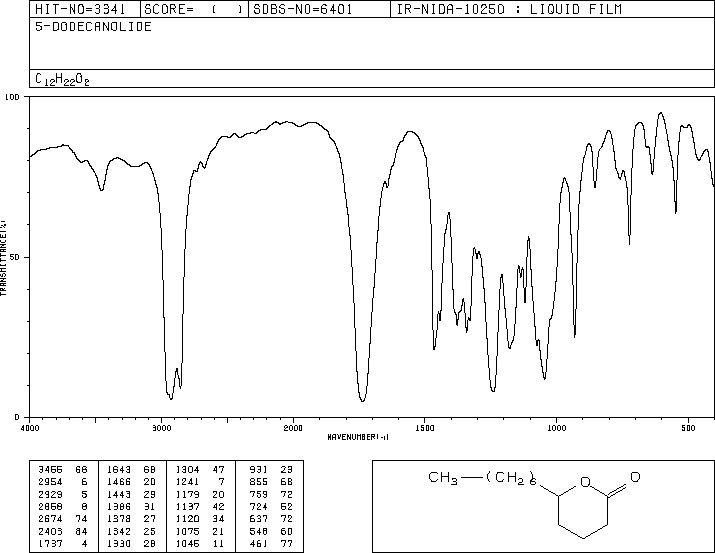 HIT-NO=3341 SCORE= ( ) SDBS-NO=6401 IR-NIDA-10250 : LIQUID FILM
5-DODECANOLIDE
C12H22O2
100
50
0
TRANSMITTANCE(%)
4000 3000 2000 1500 1000 500
WAVENUMBER(-1)
3455 68 1643 68 1304 47 931 23
2954 6 1466 20 1241 7 855 68
2929 5 1443 29 1179 20 759 72
2858 8 1386 31 1137 42 724 52
2674 74 1378 27 1120 34 637 72
2403 84 1342 25 1075 21 548 60
1737 4 1330 28 1045 11 461 77
CH3 (CH2)6 O O